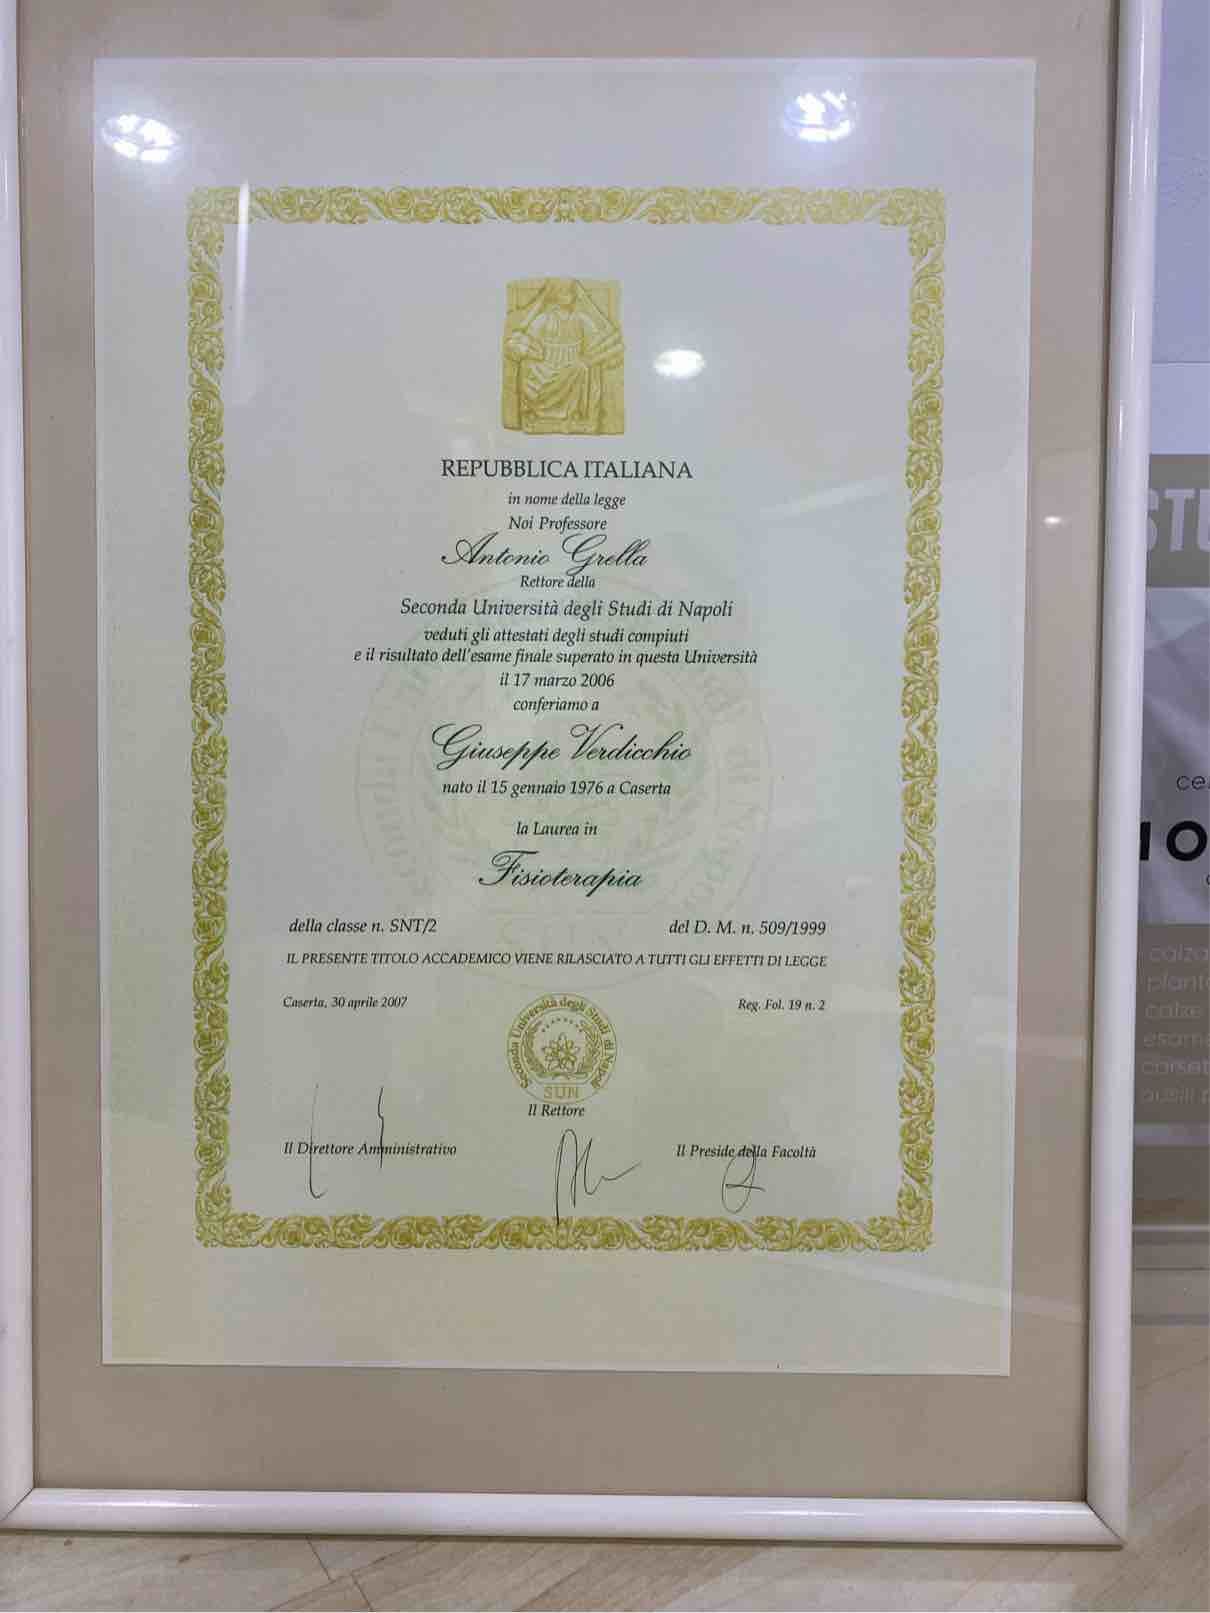 REPUBBLICA ITALIANA
in nome della legge
Noi Professore
Antonio Grella
Rettore della
Seconda Università degli Studi di Napoli
veduti gli attestati degli studi compiuti
e il risultato dell'esame finale superato in questa Università
il 17 marzo 2006
conferiamo a
Giuseppe Verdicchio
nato il 15 gennaio 1976 a Caserta
la Laurea in
Fisioterapia
della classe n. SNT/2 del D. M. n. 509/1999
IL PRESENTE TITOLO ACCADEMICO VIENE RILASCIATO A TUTTI GLI EFFETTI DI LEGGE
Caserta, 30 aprile 2007 Reg. Fol. 19 n. 2
Seconda Università degli Studi di Napoli
SUN
Il Rettore
Il Direttore Amministrativo Il Preside della Facoltà